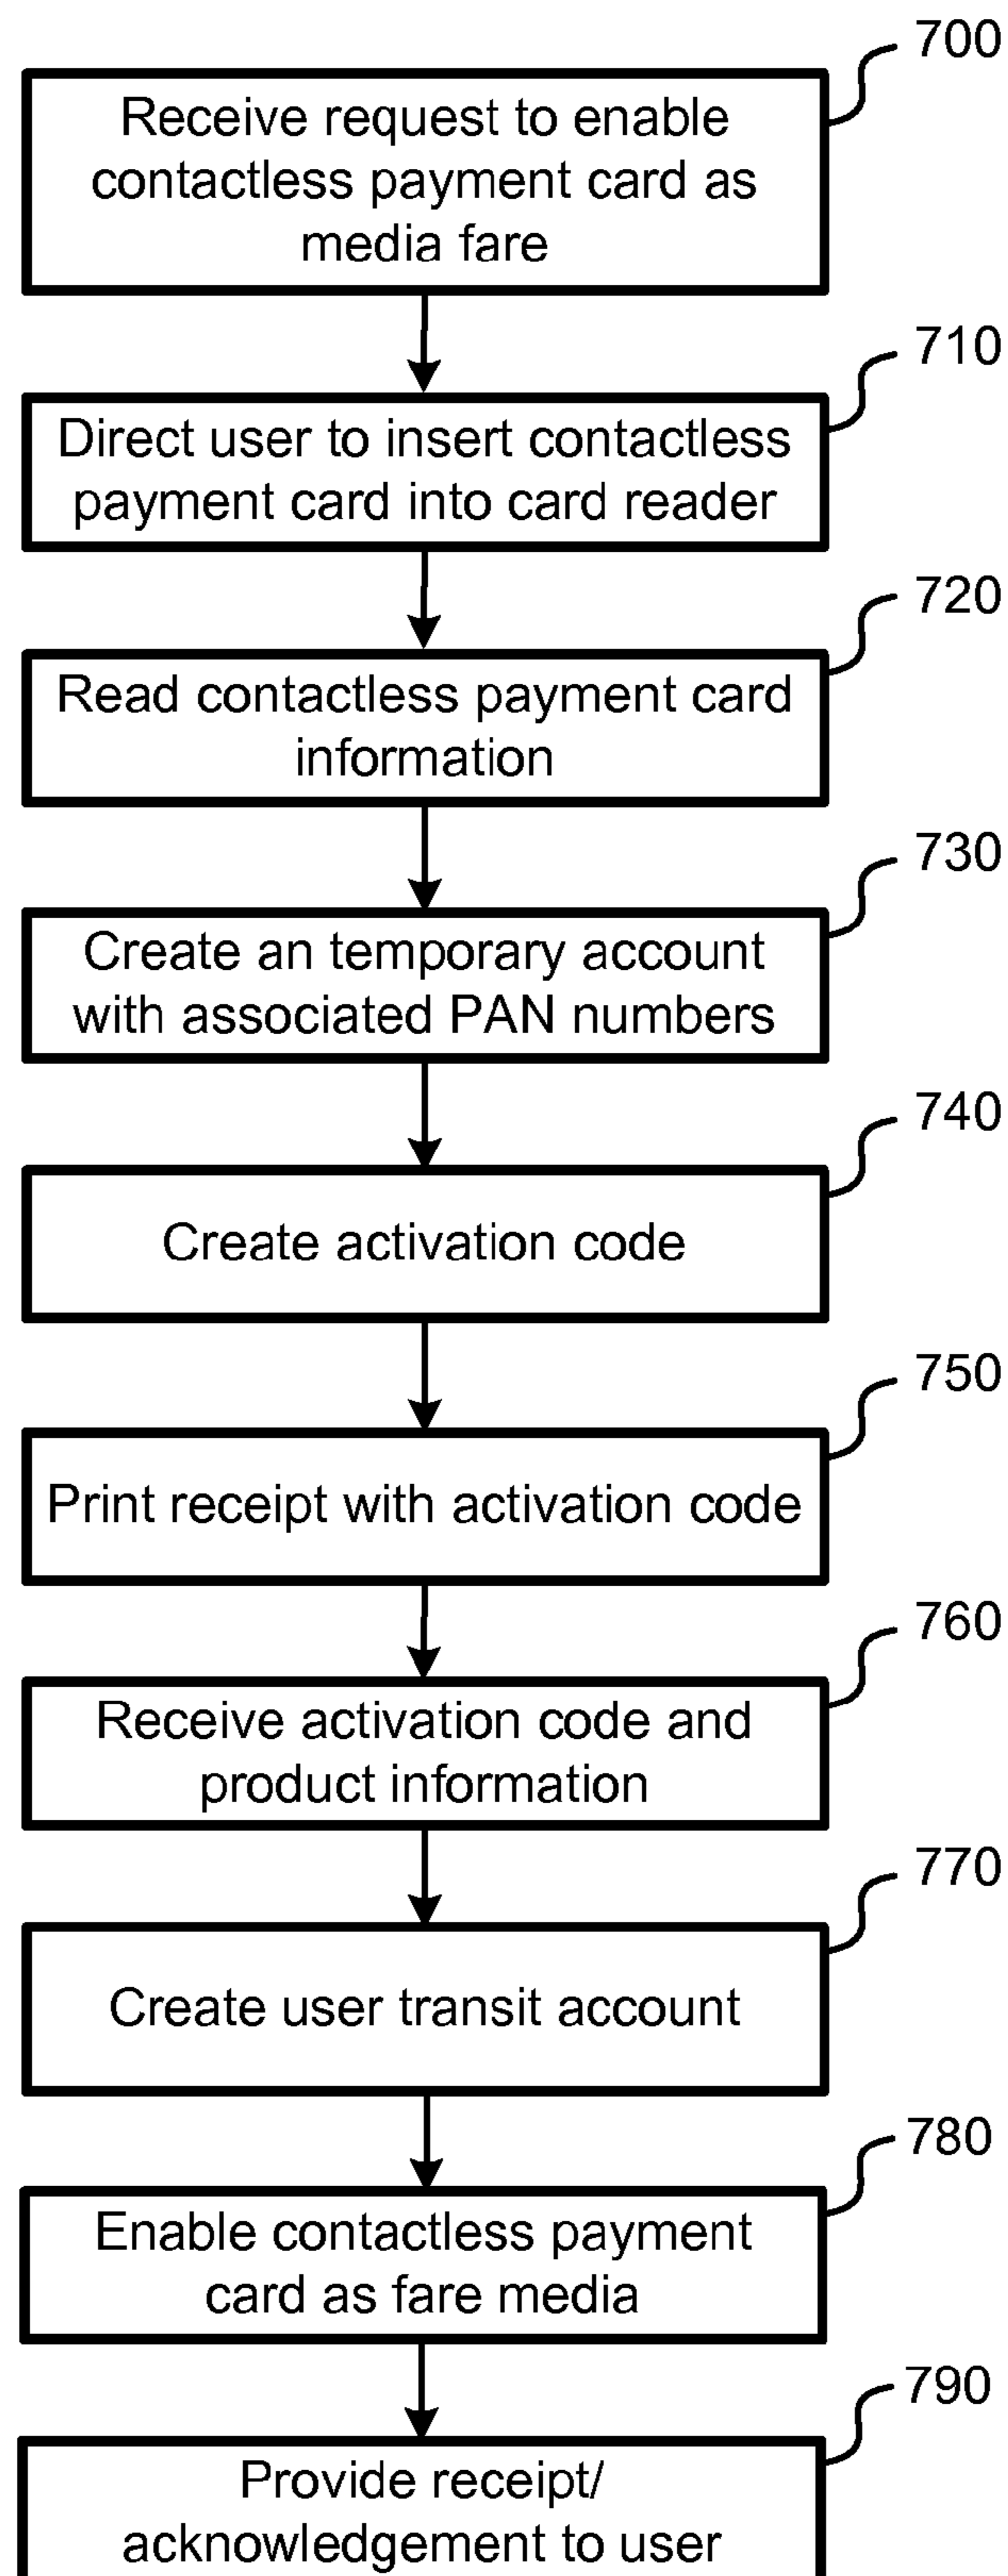 700
Receive request to enable
contactless payment card as
media fare
710
Direct user to insert contactless
payment card into card reader
720
Read contactless payment card
information
730
Create an temporary account
with associated PAN numbers
740
Create activation code
750
Print receipt with activation code
760
Receive activation code and
product information
770
Create user transit account
780
Enable contactless payment
card as fare media
790
Provide receipt/
acknowledgement to user